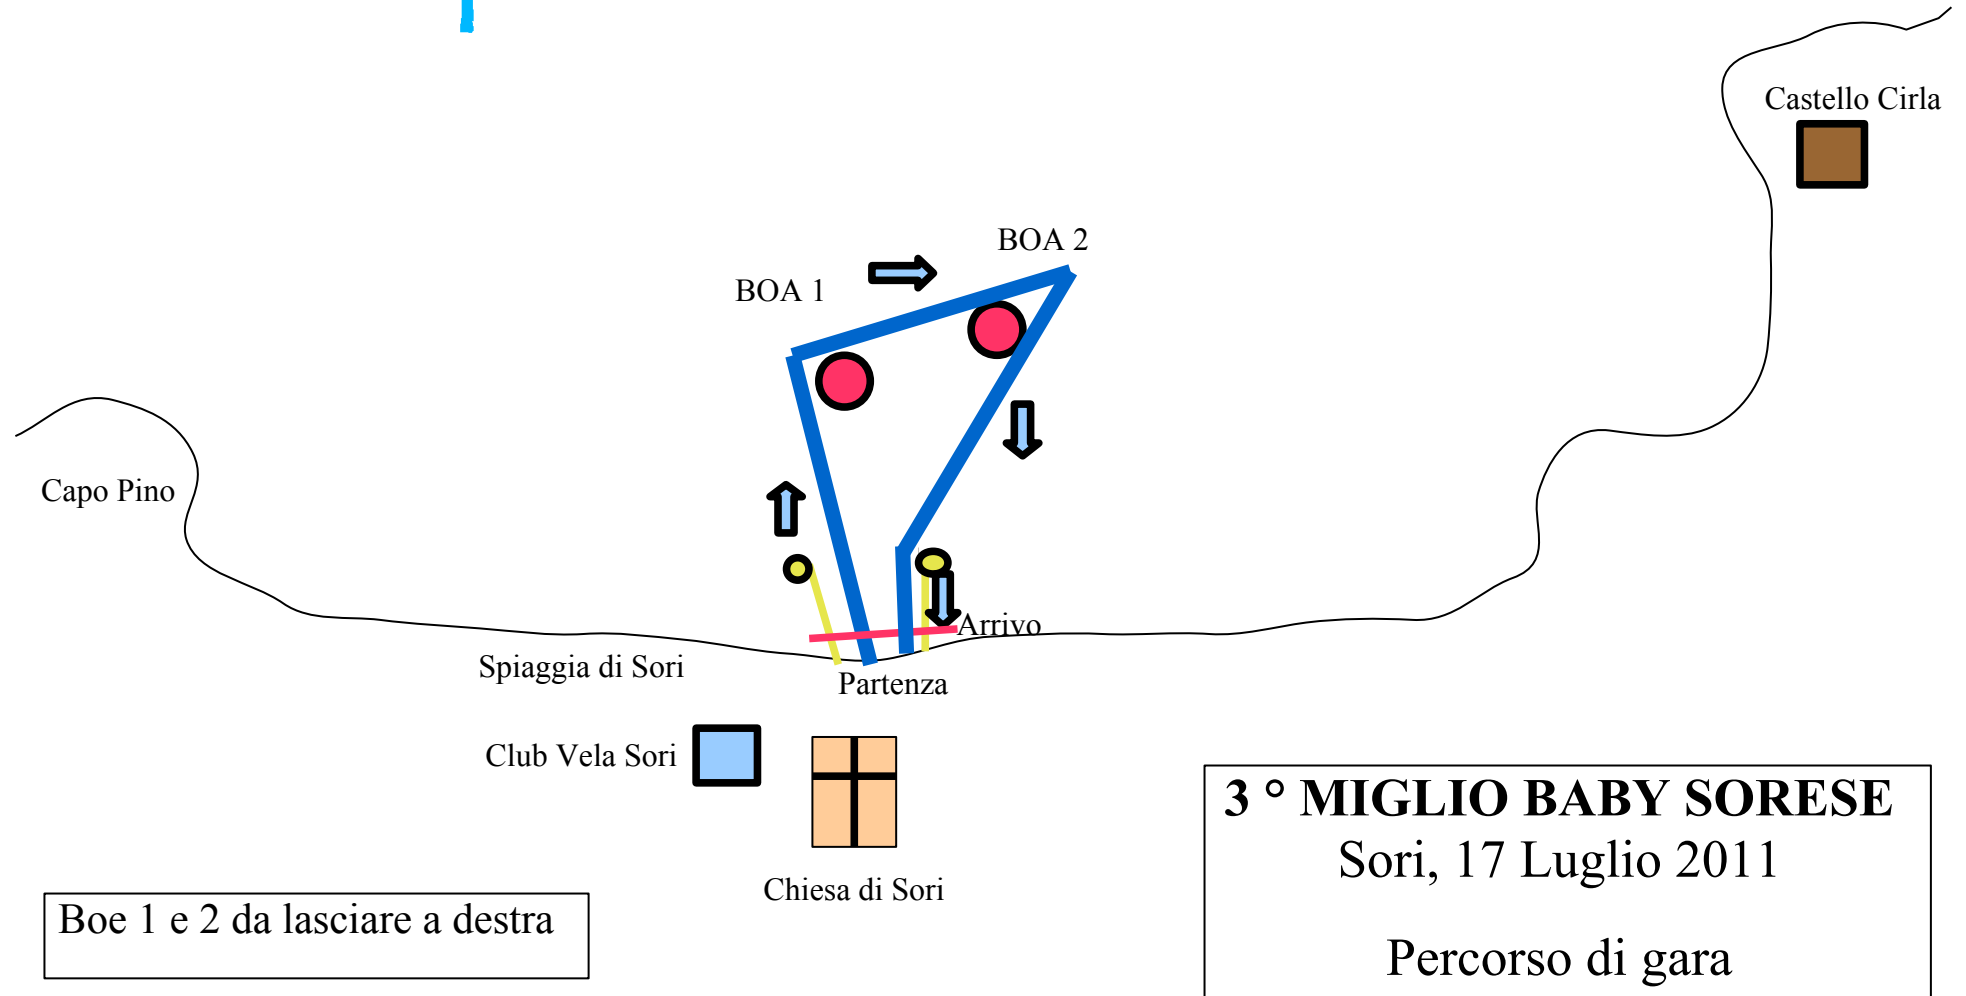 Castello Cirla
BOA 2
BOA 1
Capo Pino
Arrivo
Spiaggia di Sori
Partenza
Club Vela Sori
Chiesa di Sori
3 ° MIGLIO BABY SORESE
Sori, 17 Luglio 2011
Percorso di gara
Boe 1 e 2 da lasciare a destra